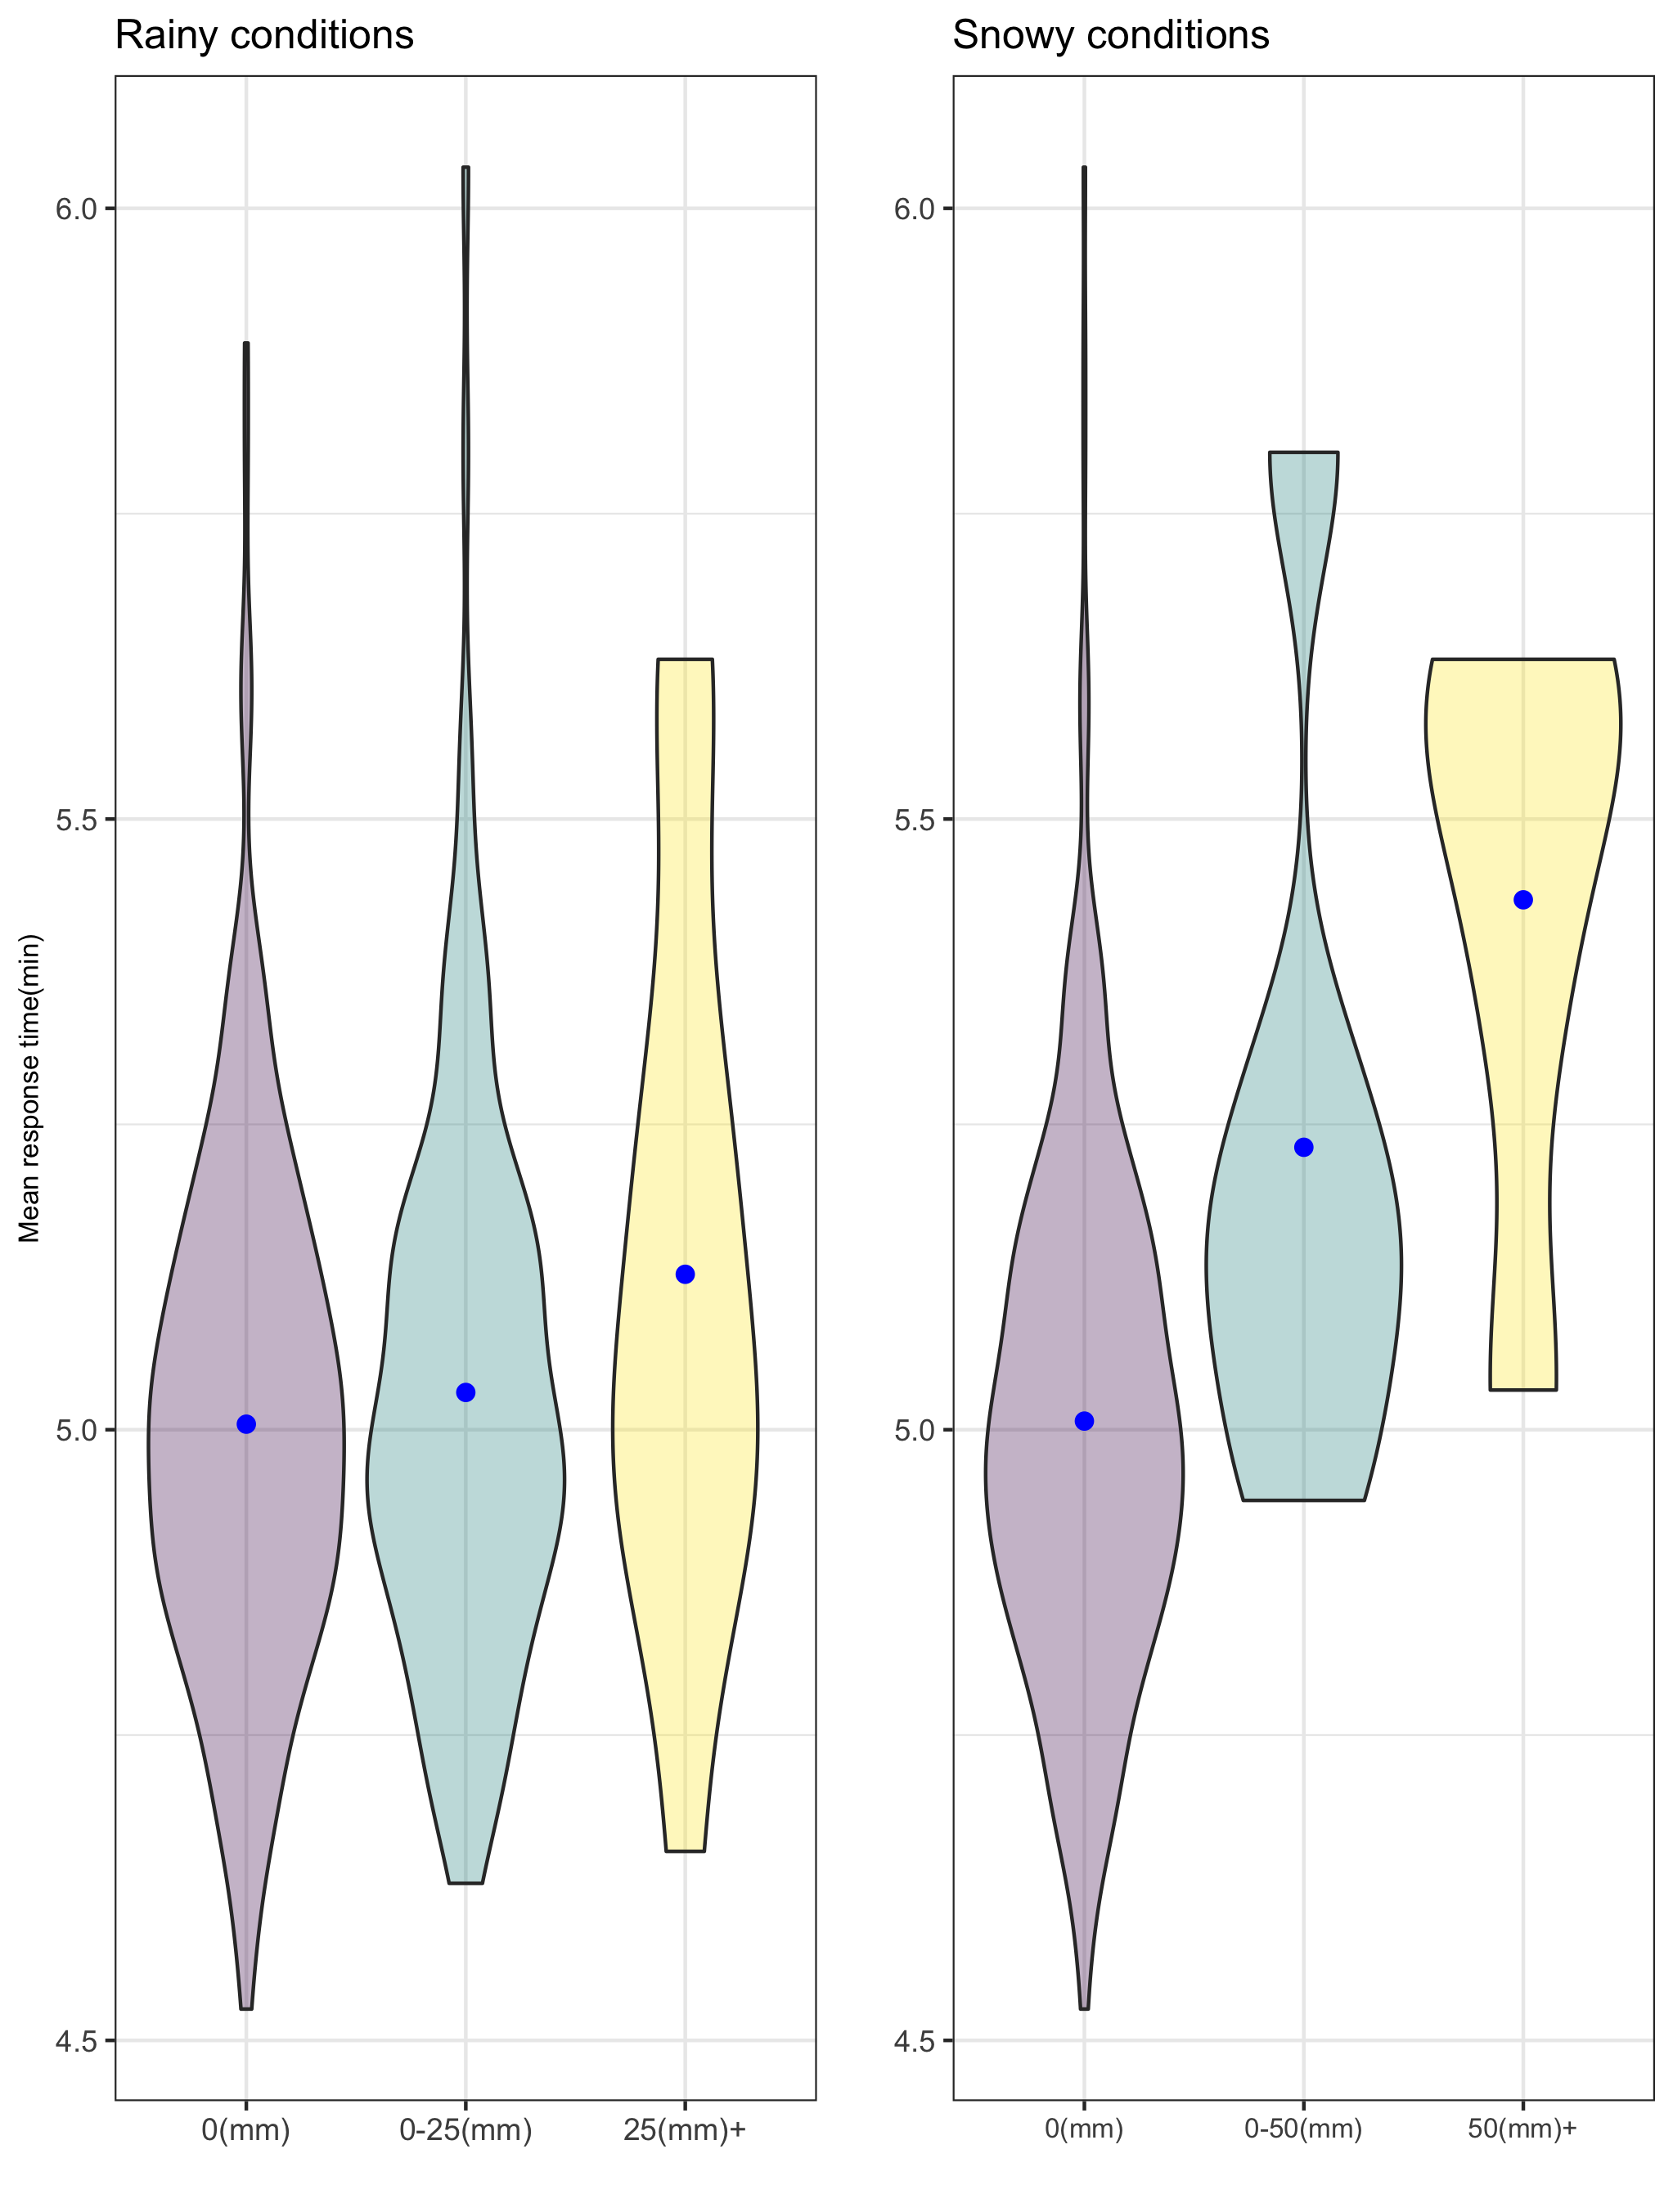 Rainy conditions
Snowy conditions
Mean response time(min)
6.0
5.5
5.0
4.5
0(mm)
0-25(mm)
25(mm)+
6.0
5.5
5.0
4.5
0(mm)
0-50(mm)
50(mm)+